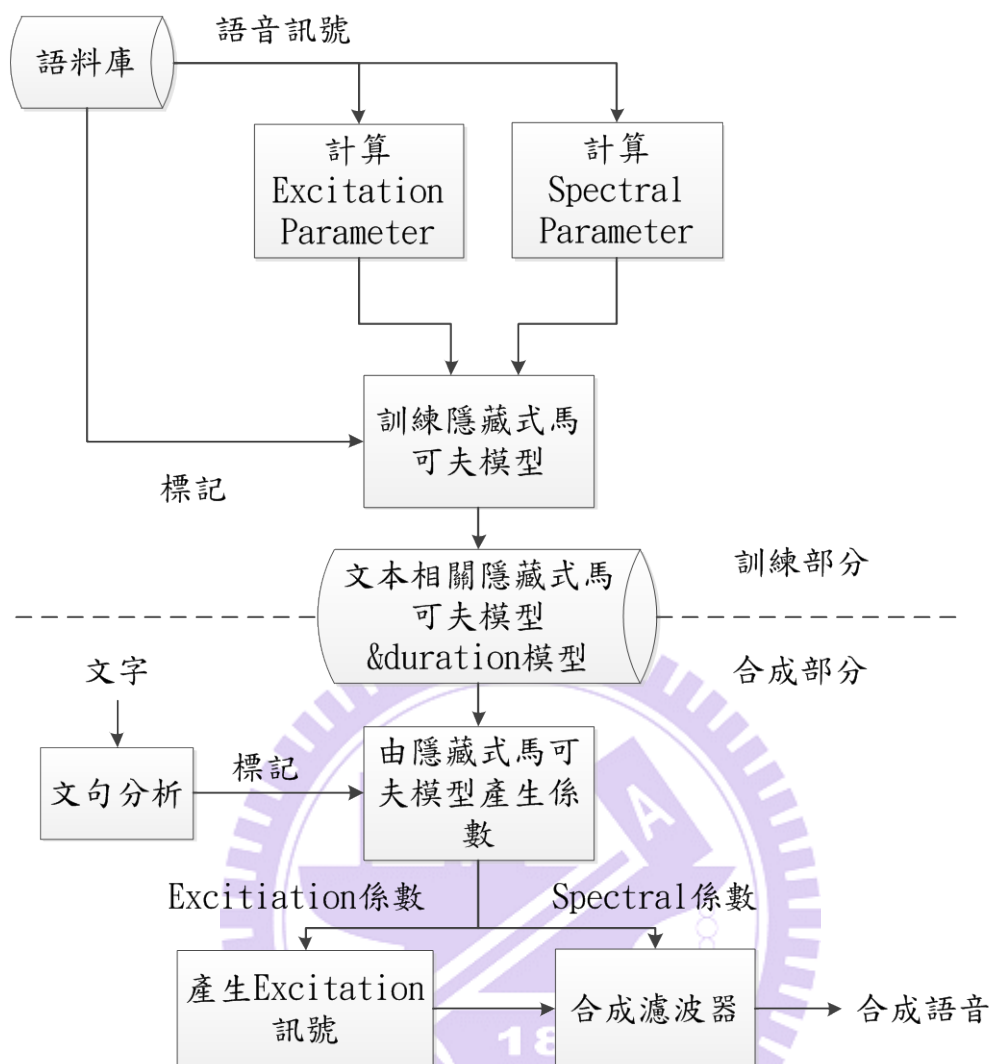 語音訊號
語料庫
計算
Excitation
Parameter
計算
Spectral
Parameter
訓練隱藏式馬
可夫模型
標記
訓練部分
文本相關隱藏式馬
可夫模型
&duration模型
合成部分
文字
文句分析
標記
由隱藏式馬可
夫模型產生係
數
Excitiation係數
Spectral係數
產生Excitation
訊號
合成濾波器
合成語音
A